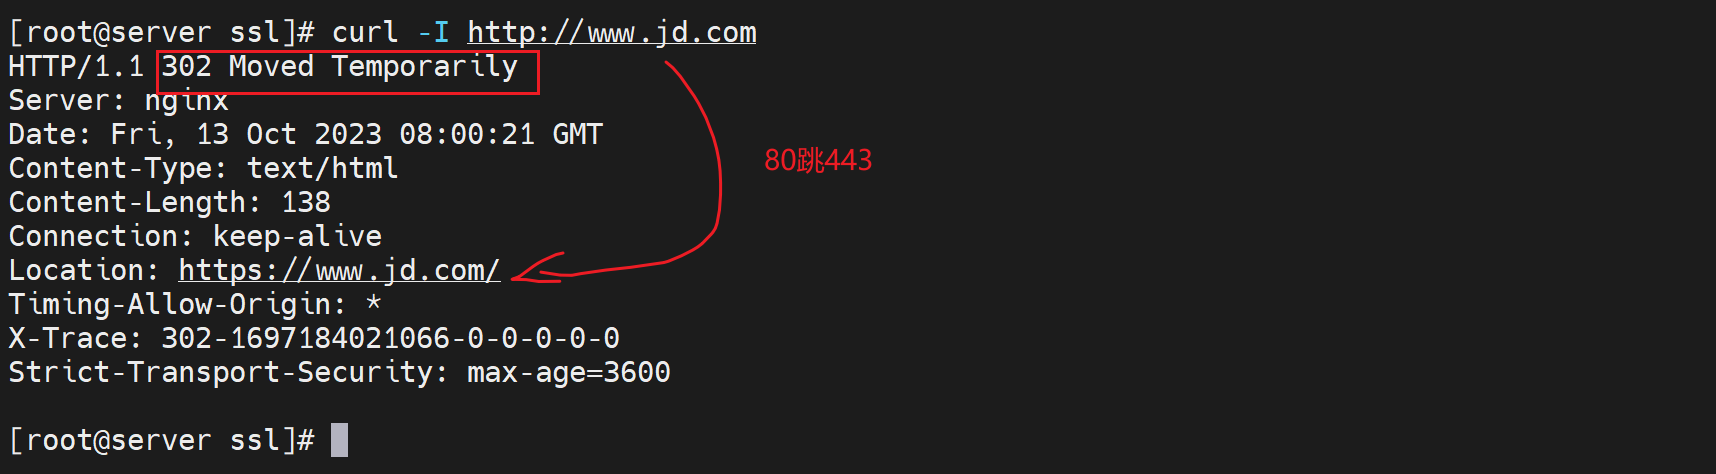 [root@server ssl]# curl -I http://www.jd.com
HTTP/1.1 302 Moved Temporarily
Server: nginx
Date: Fri, 13 Oct 2023 08:00:21 GMT
80跳443
Content-Type: text/html
Content-Length: 138
Connection: keep-alive
Location: https://www.jd.com/
Timing-Allow-Origin: *
X-Trace: 302-1697184021066-0-0-0-0-0
Strict-Transport-Security: max-age=3600
[root@server ssl]#